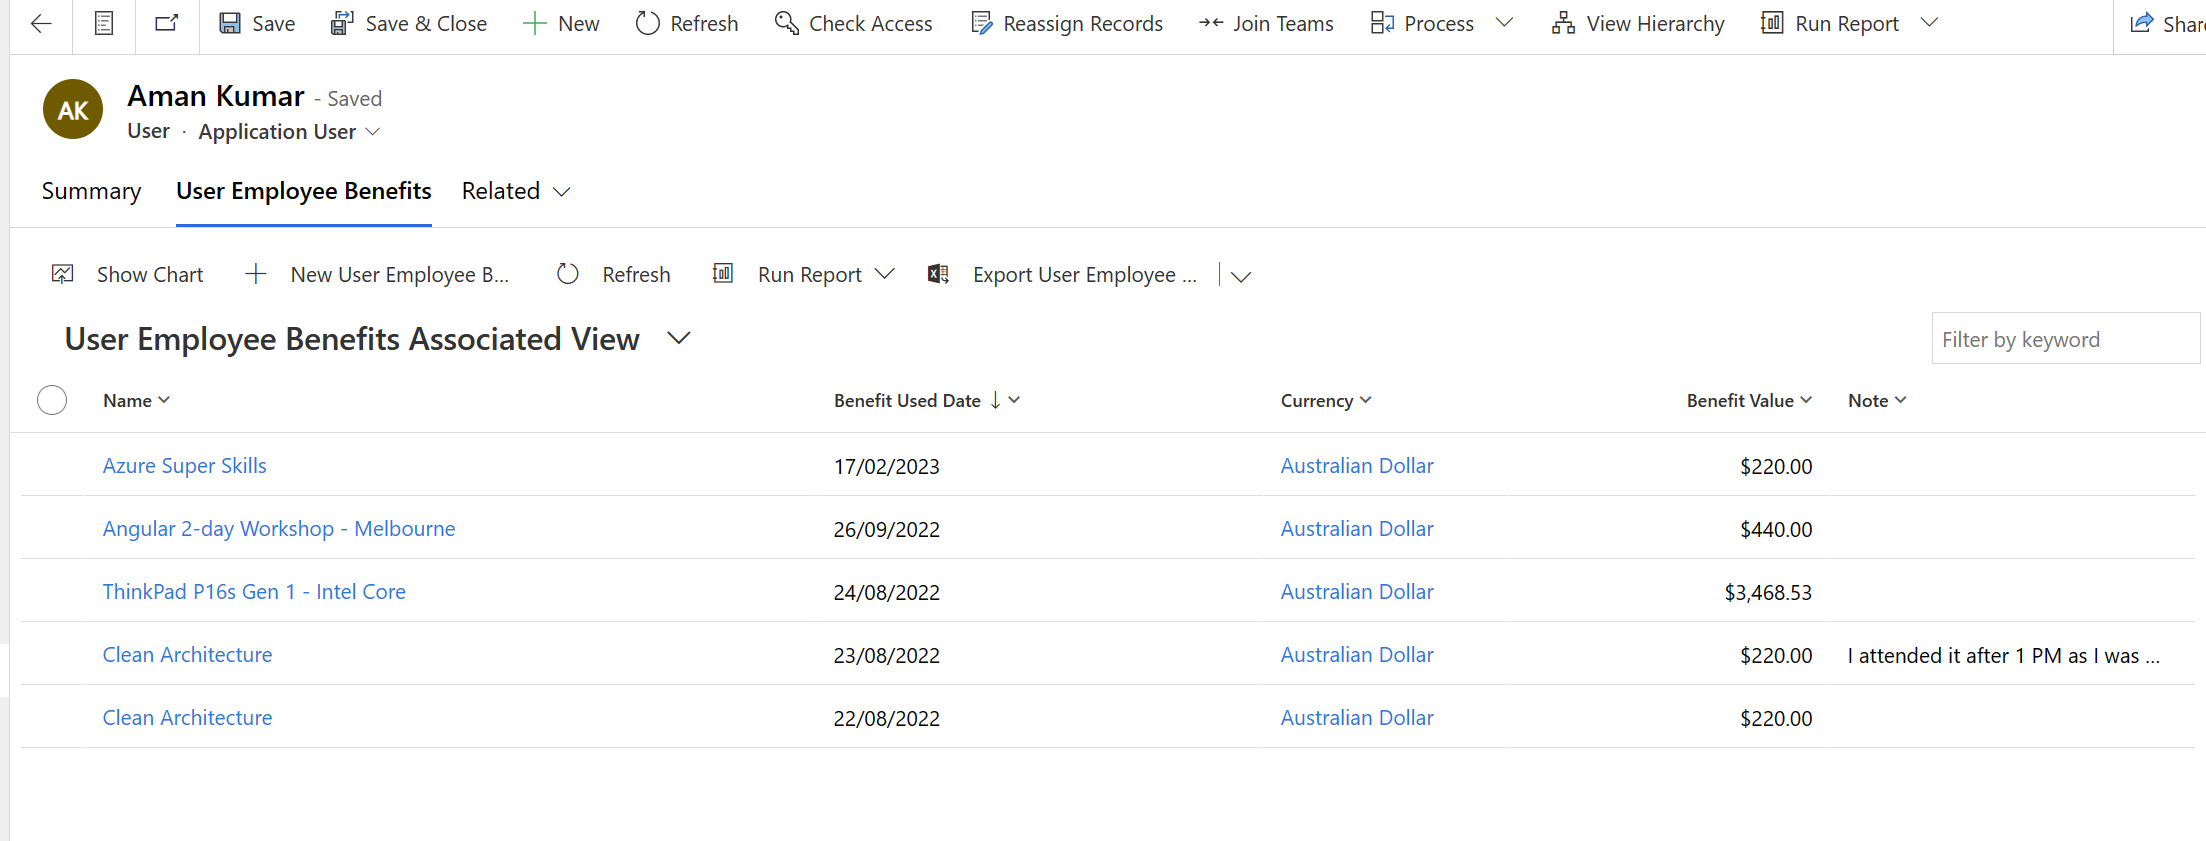 Save Save & Close New Refresh Check Access Reassign Records Join Teams Process View Hierarchy Run Report Shar
AK
Aman Kumar - Saved
User · Application User
Summary User Employee Benefits Related
Show Chart New User Employee B... Refresh Run Report Export User Employee ...
User Employee Benefits Associated View
Filter by keyword
Name Benefit Used Date Currency Benefit Value Note
Azure Super Skills 17/02/2023 Australian Dollar $220.00
Angular 2-day Workshop - Melbourne 26/09/2022 Australian Dollar $440.00
ThinkPad P16s Gen 1 - Intel Core 24/08/2022 Australian Dollar $3,468.53
Clean Architecture 23/08/2022 Australian Dollar $220.00 I attended it after 1 PM as I was ...
Clean Architecture 22/08/2022 Australian Dollar $220.00